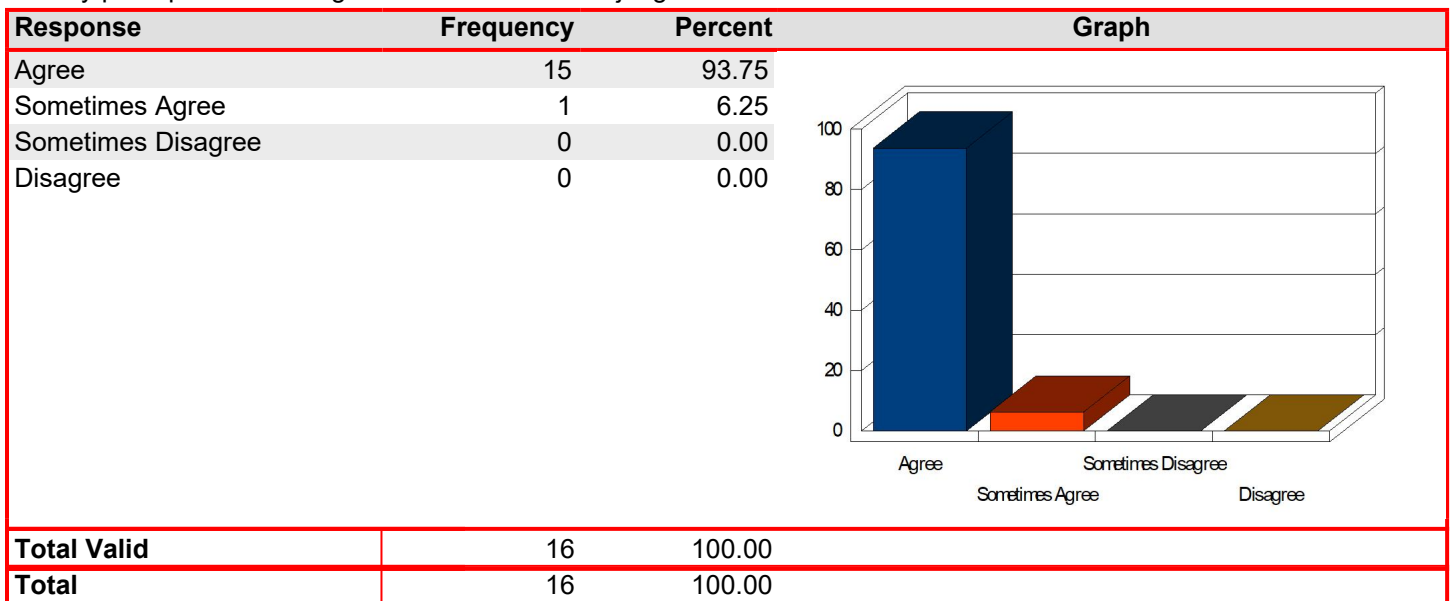 Response Frequency Percent Graph
Agree 15 93.75
Sometimes Agree 1 6.25
Sometimes Disagree 0 0.00
Disagree 0 0.00
100
80
60
40
20
0
Agree Sometimes Disagree
Sometimes Agree Disagree
Total Valid 16 100.00
Total 16 100.00